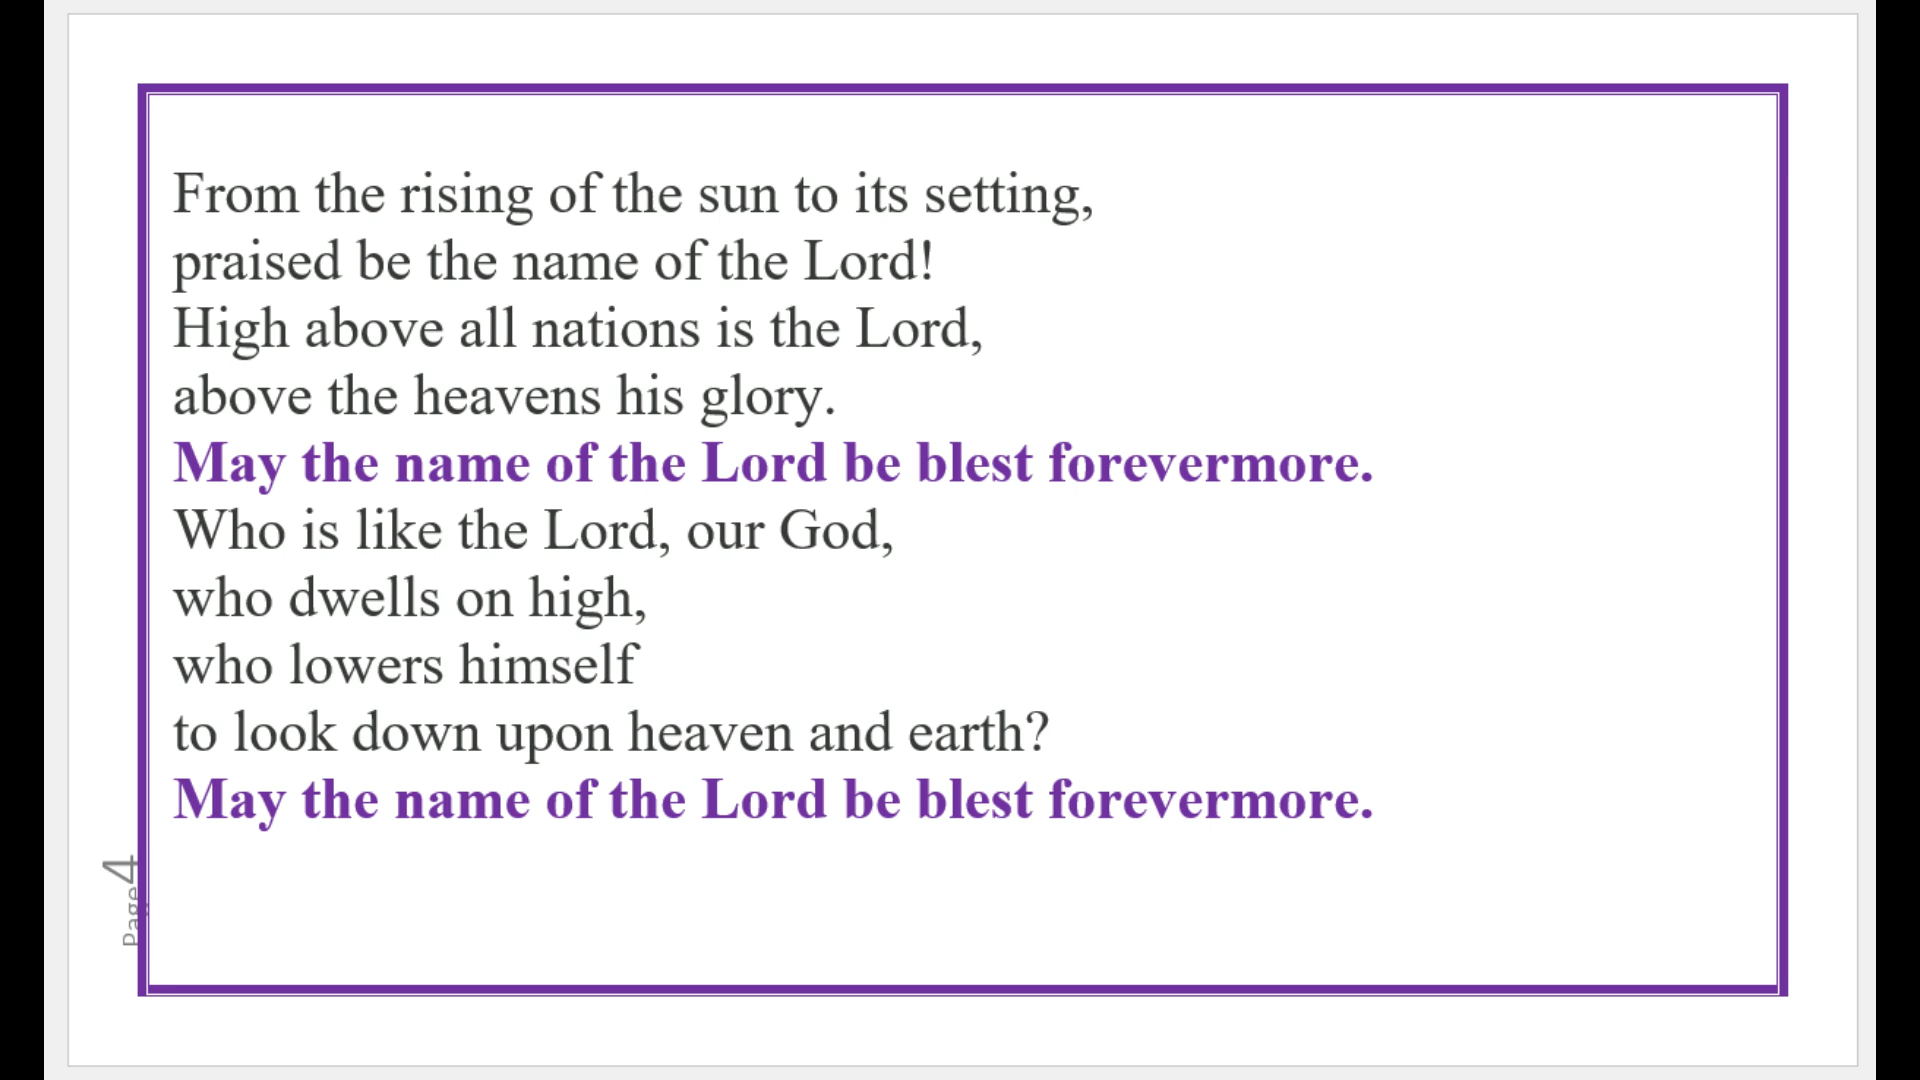 From the rising of the sun to its setting,
praised be the name of the Lord!
High above all nations is the Lord,
above the heavens his glory.
May the name of the Lord be blest forevermore.
Who is like the Lord, our God,
who dwells on high,
who lowers himself
to look down upon heaven and earth?
May the name of the Lord be blest forevermore.
Page 4